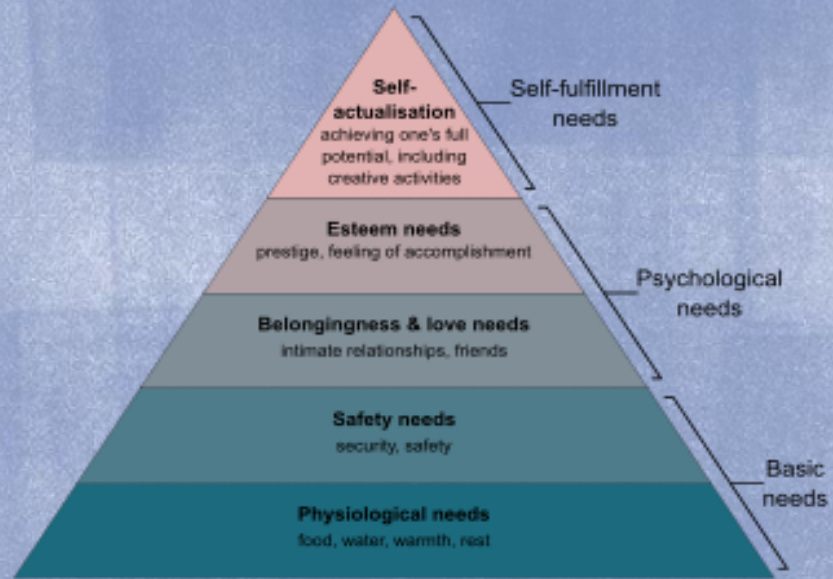 Self-
actualisation
achieving one's full
potential, including
creative activities
Self-fulfillment
needs
Esteem needs
prestige, feeling of accomplishment
Psychological
needs
Belongingness & love needs
intimate relationships, friends
Safety needs
security, safety
Basic
needs
Physiological needs
food, water, warmth, rest